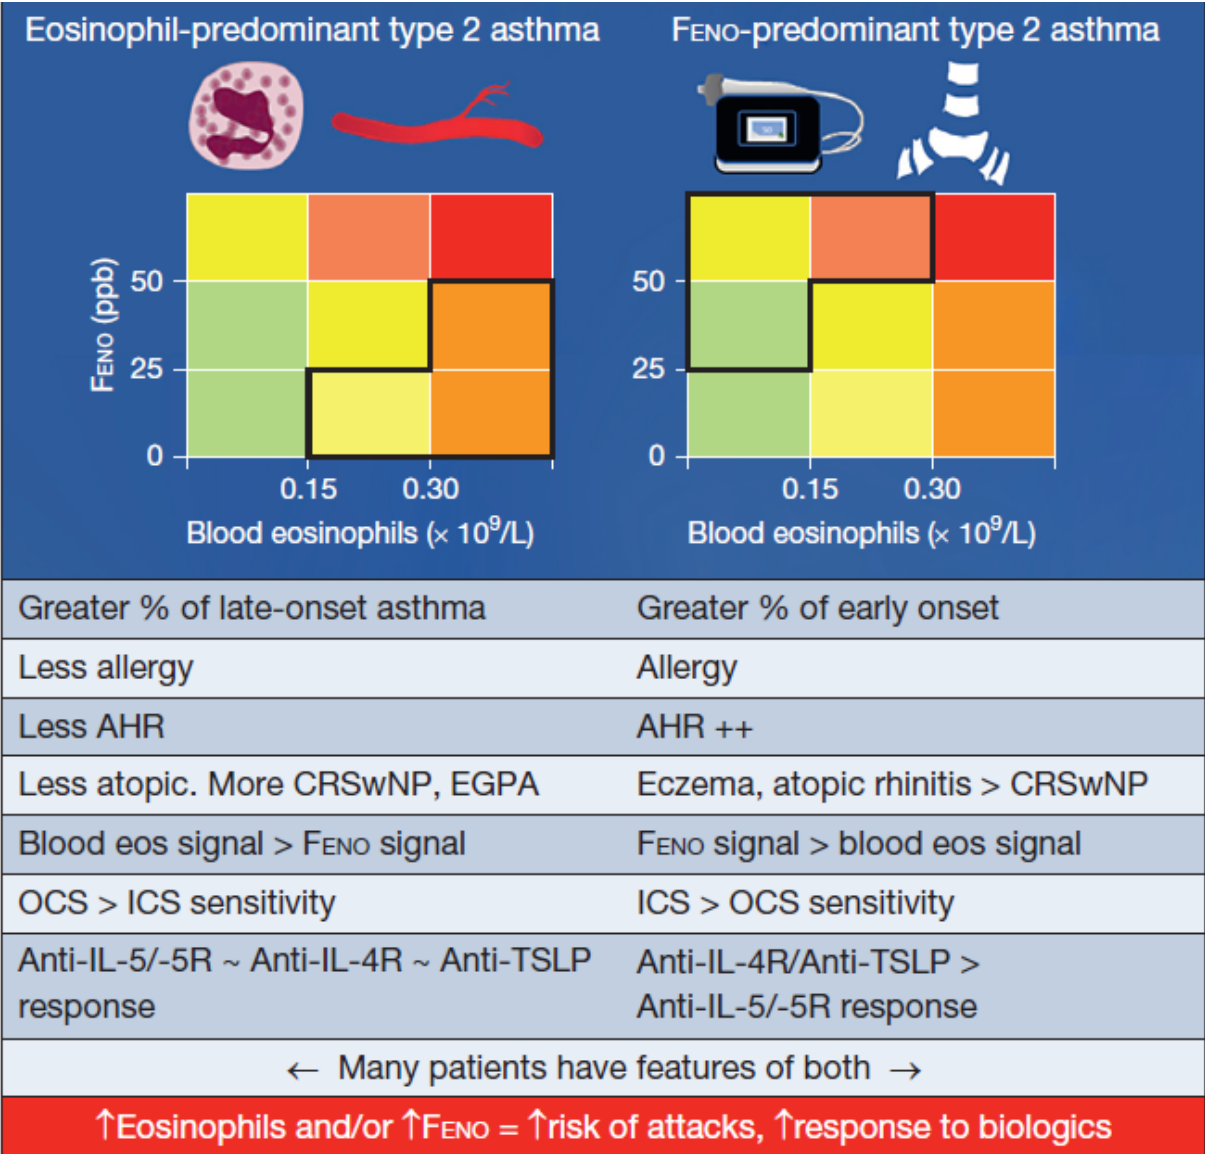 Eosinophil-predominant type 2 asthma
FENO-predominant type 2 asthma
50
FENO (ppb)
50
25
0
0.15 0.30
Blood eosinophils (× 10⁹/L)
50
25
0
0.15 0.30
Blood eosinophils (× 10⁹/L)
Greater % of late-onset asthma
Greater % of early onset
Less allergy
Allergy
Less AHR
AHR ++
Less atopic. More CRSwNP, EGPA
Eczema, atopic rhinitis > CRSwNP
Blood eos signal > FENO signal
FENO signal > blood eos signal
OCS > ICS sensitivity
ICS > OCS sensitivity
Anti-IL-5/-5R ~ Anti-IL-4R ~ Anti-TSLP
response
Anti-IL-4R/Anti-TSLP >
Anti-IL-5/-5R response
← Many patients have features of both →
↑Eosinophils and/or ↑FENO = ↑risk of attacks, ↑response to biologics